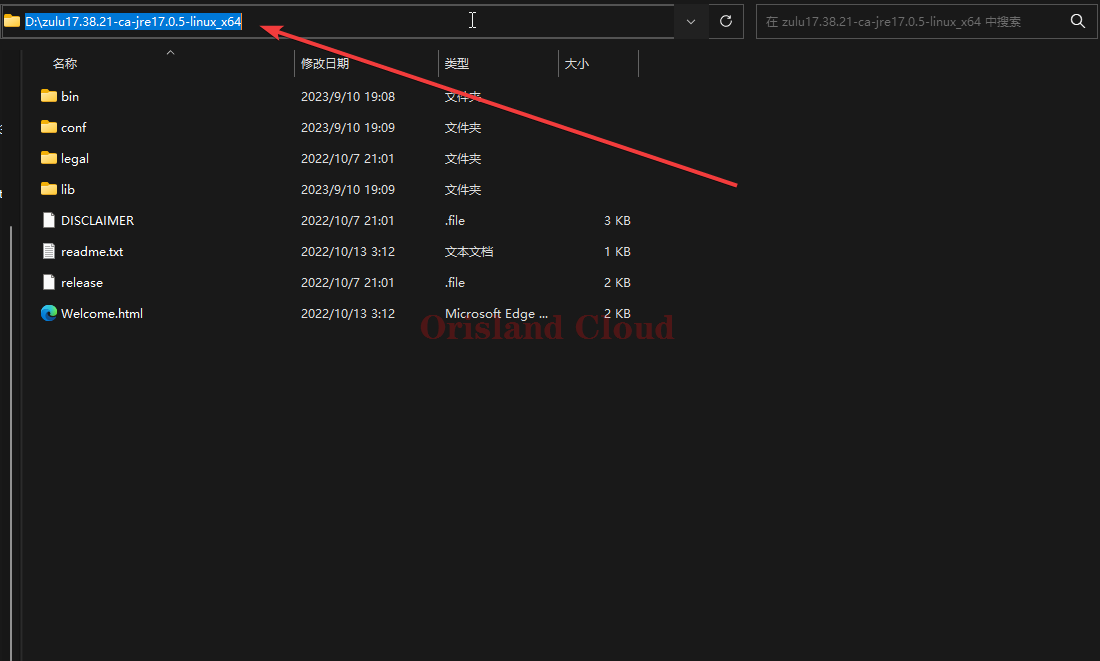 D:\zulu17.38.21-ca-jre17.0.5-linux_x64
在 zulu17.38.21-ca-jre17.0.5-linux_x64 中搜索
名称 修改日期 类型 大小
bin 2023/9/10 19:08 文件夹
conf 2023/9/10 19:09 文件夹
legal 2022/10/7 21:01 文件夹
lib 2023/9/10 19:09 文件夹
DISCLAIMER 2022/10/7 21:01 .file 3 KB
readme.txt 2022/10/13 3:12 文本文档 1 KB
release 2022/10/7 21:01 .file 2 KB
Welcome.html 2022/10/13 3:12 Microsoft Edge ... 2 KB
Orisland Cloud